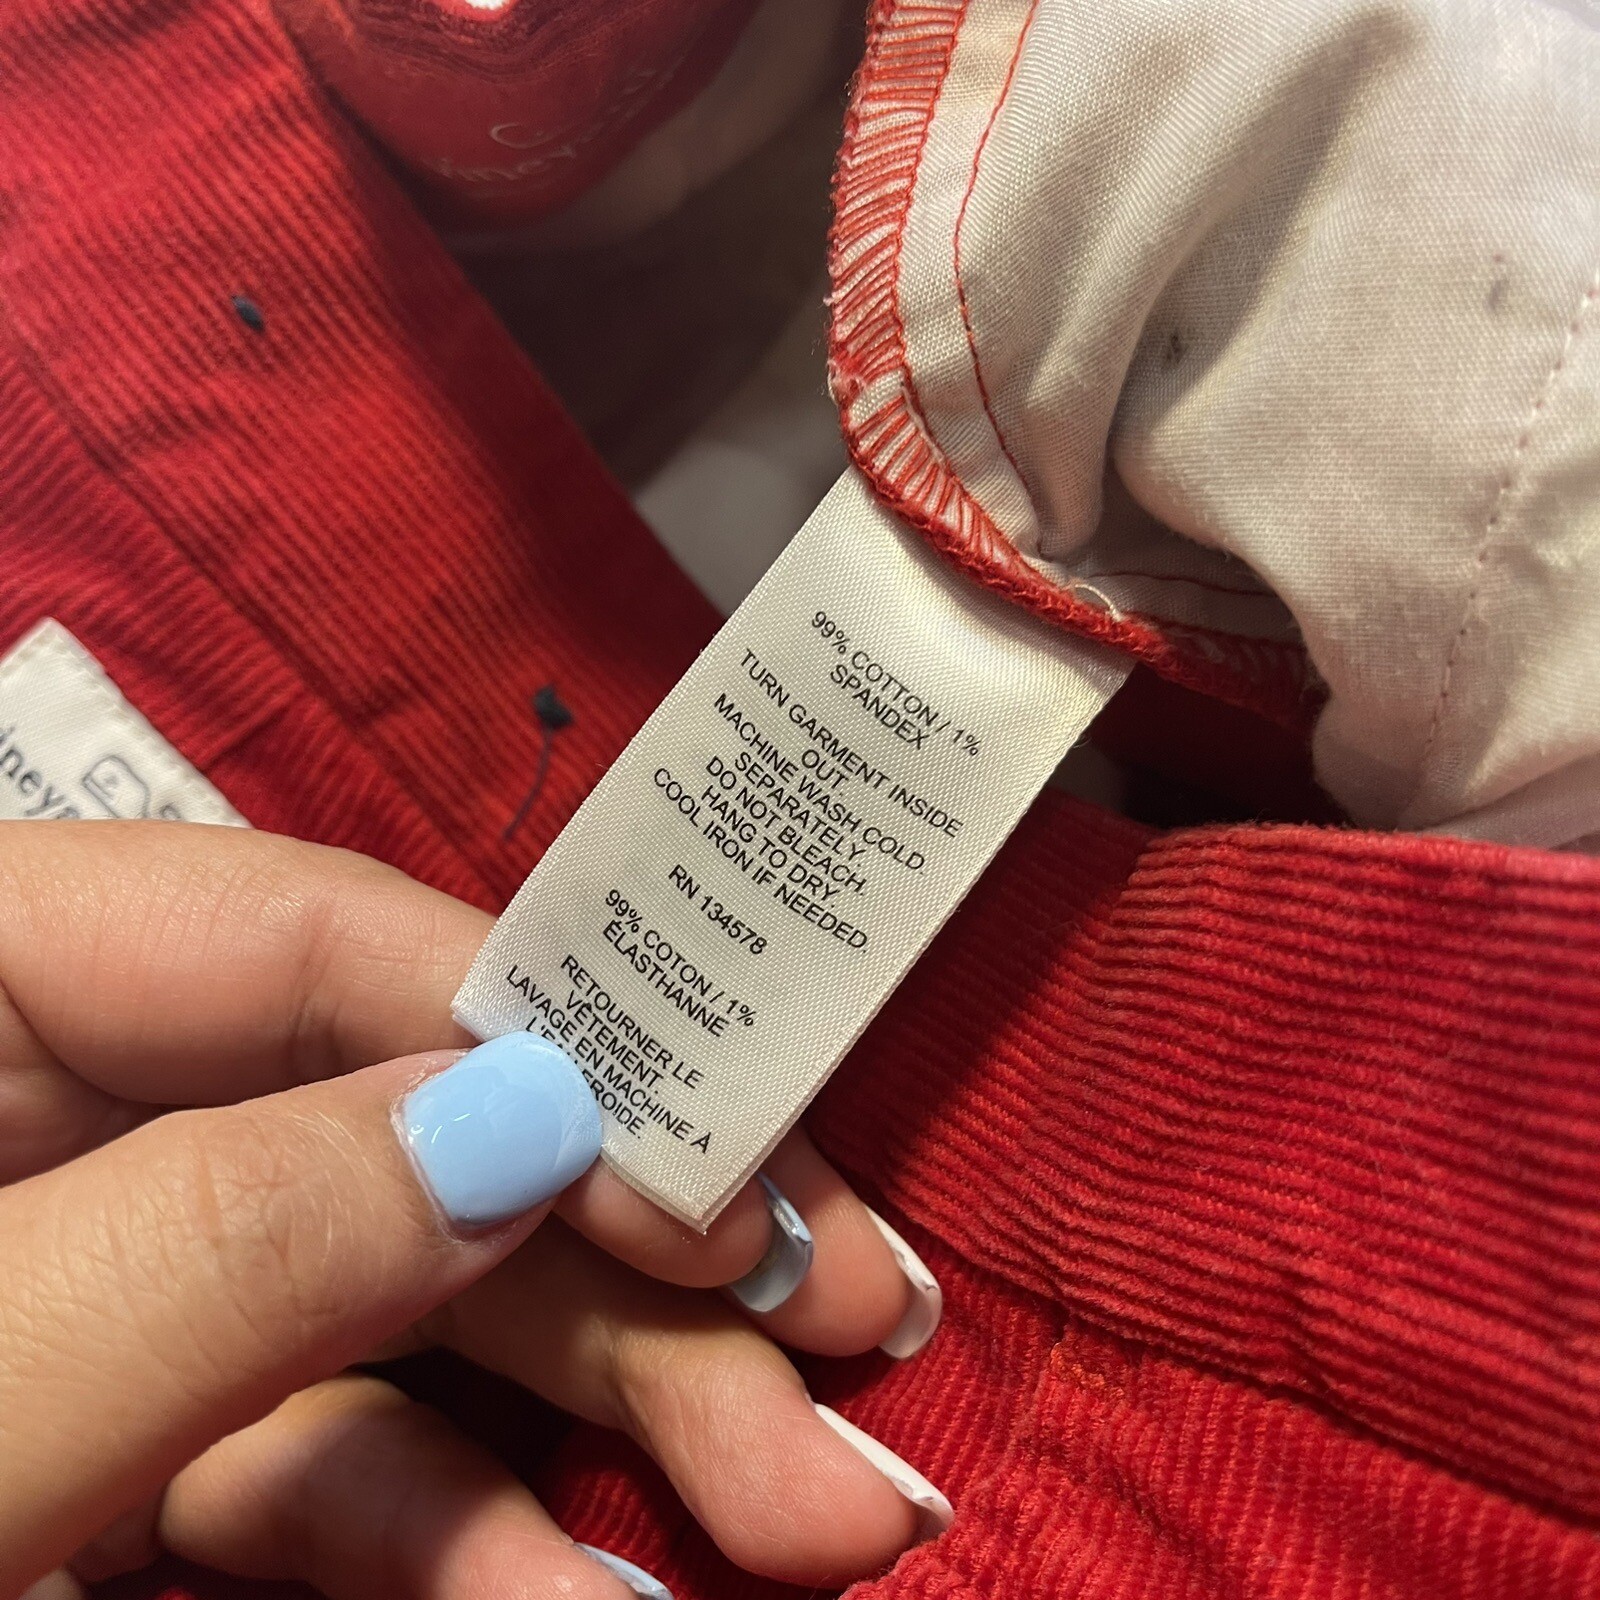 99% COTTON / 1%
SPANDEX
TURN GARMENT INSIDE
OUT.
MACHINE WASH COLD
SEPARATELY.
DO NOT BLEACH.
HANG TO DRY.
COOL IRON IF NEEDED.
RN 134578
99% COTON / 1%
ÉLASTHANNE
RETOURNER LE
VÊTEMENT.
LAVAGE EN MACHINE À
FROIDE.